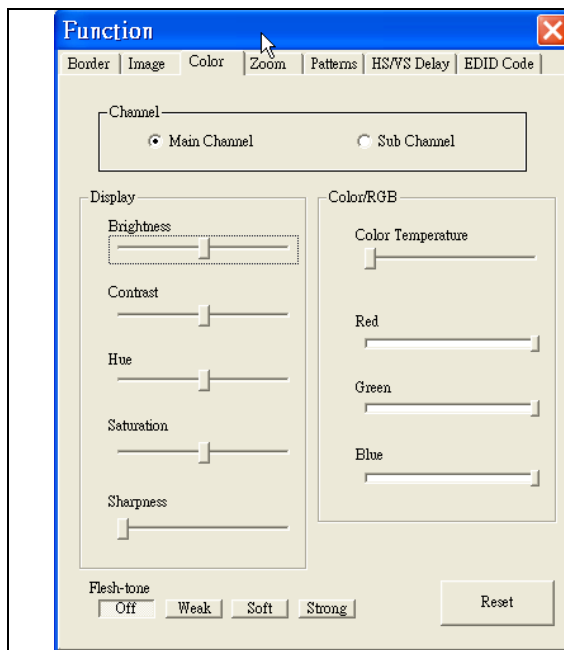 Function
Border Image Color Zoom Patterns HS/VS Delay EDID Code
Channel
Main Channel Sub Channel
Display
Brightness
Contrast
Hue
Saturation
Sharpness
Color/RGB
Color Temperature
Red
Green
Blue
Flesh-tone
Off Weak Soft Strong
Reset